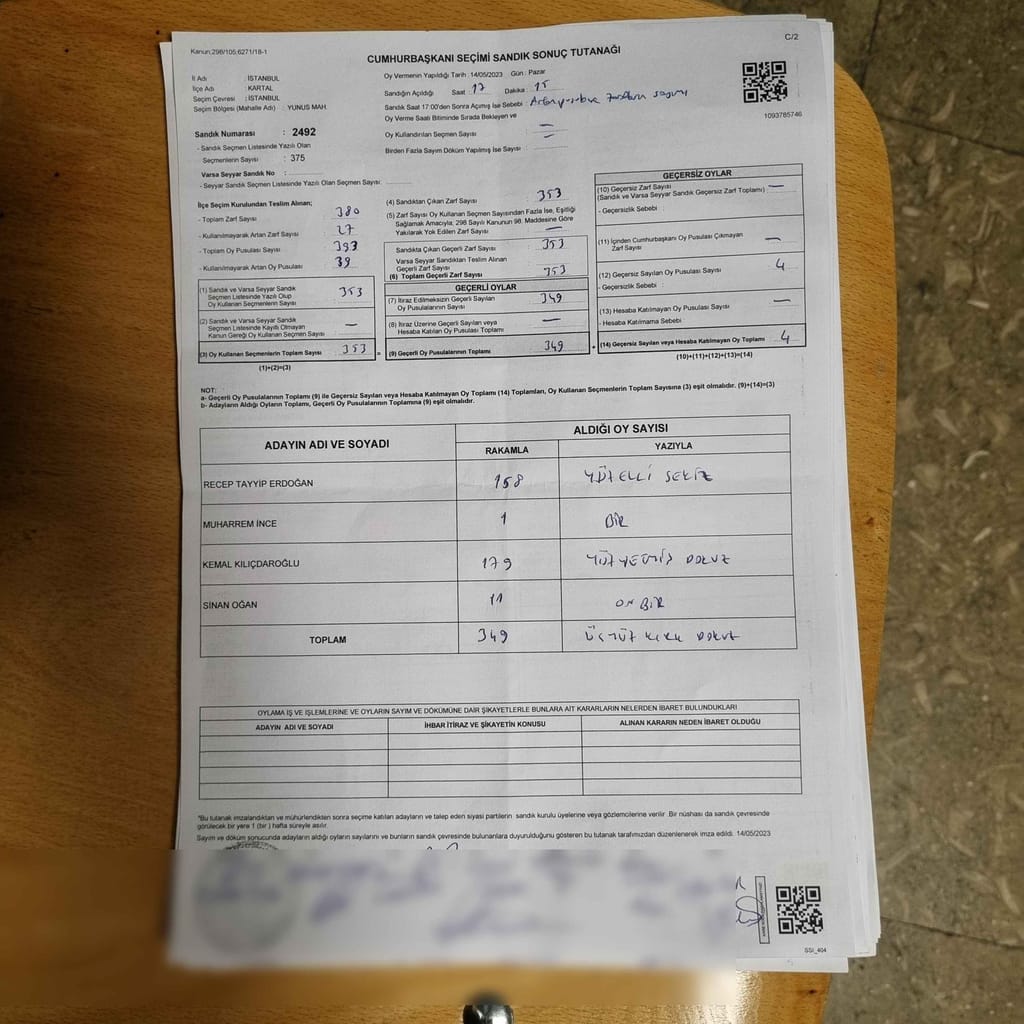 Kanun;298/105;6271/18-1
C/2
CUMHURBAŞKANI SEÇİMİ SANDIK SONUÇ TUTANAĞI
İl Adı : İSTANBUL
İlçe Adı : KARTAL
Seçim Çevresi : İSTANBUL
Seçim Bölgesi (Mahalle Adı) : YUNUS MAH.
Oy Vermenin Yapıldığı Tarih : 14/05/2023 Gün : Pazar
Sandığın Açıldığı Saat 17 Dakika : 15
Sandık Saat 17:00'den Sonra Açımış İse Sebebi : zarfların sayımı
Oy Verme Saati Bitiminde Sırada Bekleyen ve
Oy Kullandırılan Seçmen Sayısı : —
Birden Fazla Sayım Döküm Yapılmış İse Sayısı :
1093785746
Sandık Numarası : 2492
- Sandık Seçmen Listesinde Yazılı Olan
Seçmenlerin Sayısı : 375
Varsa Seyyar Sandık No :
- Seyyar Sandık Seçmen Listesinde Yazılı Olan Seçmen Sayısı:
İlçe Seçim Kurulundan Teslim Alınan;
- Toplam Zarf Sayısı : 380
- Kullanılmayarak Artan Zarf Sayısı : 27
- Toplam Oy Pusulası Sayısı : 393
- Kullanılmayarak Artan Oy Pusulası : 39
(1) Sandık ve Varsa Seyyar Sandık
Seçmen Listesinde Yazılı Olup
Oy Kullanan Seçmenlerin Sayısı : 353
(2) Sandık ve Varsa Seyyar Sandık
Seçmen Listesinde Kayıtlı Olmayan
Kanun Gereği Oy Kullanan Seçmen Sayısı : —
(3) Oy Kullanan Seçmenlerin Toplam Sayısı : 353
(1)+(2)=(3)
(4) Sandıktan Çıkan Zarf Sayısı : 353
(5) Zarf Sayısı Oy Kullanan Seçmen Sayısından Fazla İse, Eşitliği
Sağlamak Amacıyla, 298 Sayılı Kanunun 98. Maddesine Göre
Yakılarak Yok Edilen Zarf Sayısı : —
Sandıkta Çıkan Geçerli Zarf Sayısı : 353
Varsa Seyyar Sandıktan Teslim Alınan
Geçerli Zarf Sayısı
(6) Toplam Geçerli Zarf Sayısı : 353
GEÇERLİ OYLAR
(7) İtiraz Edilmeksizin Geçerli Sayılan
Oy Pusulalarının Sayısı : 349
(8) İtiraz Üzerine Geçerli Sayılan veya
Hesaba Katılan Oy Pusulası Toplamı : —
(9) Geçerli Oy Pusulalarının Toplamı : 349
GEÇERSİZ OYLAR
(10) Geçersiz Zarf Sayısı : —
(Sandık ve Varsa Seyyar Sandık Geçersiz Zarf Toplamı)
- Geçersizlik Sebebi :
(11) İçinden Cumhurbaşkanı Oy Pusulası Çıkmayan
Zarf Sayısı : —
(12) Geçersiz Sayılan Oy Pusulası Sayısı : 4
- Geçersizlik Sebebi :
(13) Hesaba Katılmayan Oy Pusulası Sayısı : —
- Hesaba Katılmama Sebebi :
(14) Geçersiz Sayılan veya Hesaba Katılmayan Oy Toplamı : 4
(10)+(11)+(12)+(13)=(14)
NOT:
a- Geçerli Oy Pusulalarının Toplamı (9) ile Geçersiz Sayılan veya Hesaba Katılmayan Oy Toplamı (14) Toplamları, Oy Kullanan Seçmenlerin Toplam Sayısına (3) eşit olmalıdır. (9)+(14)=(3)
b- Adayların Aldığı Oyların Toplamı, Geçerli Oy Pusulalarının Toplamına (9) eşit olmalıdır.
ADAYIN ADI VE SOYADI ALDIĞI OY SAYISI
RAKAMLA YAZIYLA
RECEP TAYYİP ERDOĞAN 158 YÜZELLİ SEKİZ
MUHARREM İNCE 1 BİR
KEMAL KILIÇDAROĞLU 179 YÜZYETMİŞ DOKUZ
SİNAN OĞAN 11 ON BİR
TOPLAM 349 ÜÇYÜZ KIRK DOKUZ
OYLAMA İŞ VE İŞLEMLERİNE VE OYLARIN SAYIM VE DÖKÜMÜNE DAİR ŞİKAYETLERLE BUNLARA AİT KARARLARIN NELERDEN İBARET BULUNDUKLARI
ADAYIN ADI VE SOYADI İHBAR İTİRAZ VE ŞİKAYETİN KONUSU ALINAN KARARIN NEDEN İBARET OLDUĞU
*Bu tutanak imzalandıktan ve mühürlendikten sonra seçime katılan adayların ve talep eden siyasi partilerin sandık kurulu üyelerine veya gözlemcilerine verilir. Bir nüshası da sandık çevresinde
görülecek bir yere 1 (bir) hafta süreyle asılır.
Sayım ve döküm sonucunda adayların aldığı oyların sayılarını ve bunların sandık çevresinde bulunanlara duyurulduğunu gösteren bu tutanak tarafımızdan düzenlenerek imza edildi. 14/05/2023
SSI_404